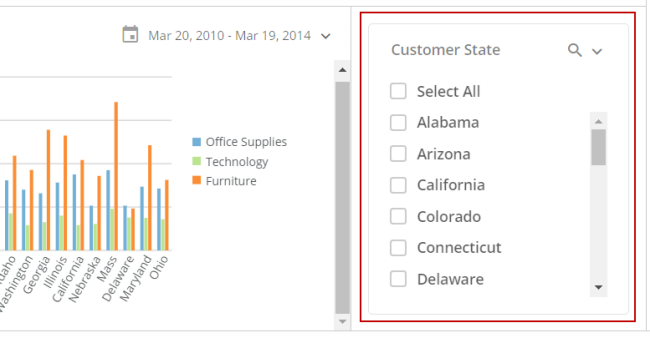 Mar 20, 2010 - Mar 19, 2014
Office Supplies
Technology
Furniture
Washington
Georgia
Illinois
California
Nebraska
Mass
Delaware
Maryland
Ohio
Customer State
Select All
Alabama
Arizona
California
Colorado
Connecticut
Delaware